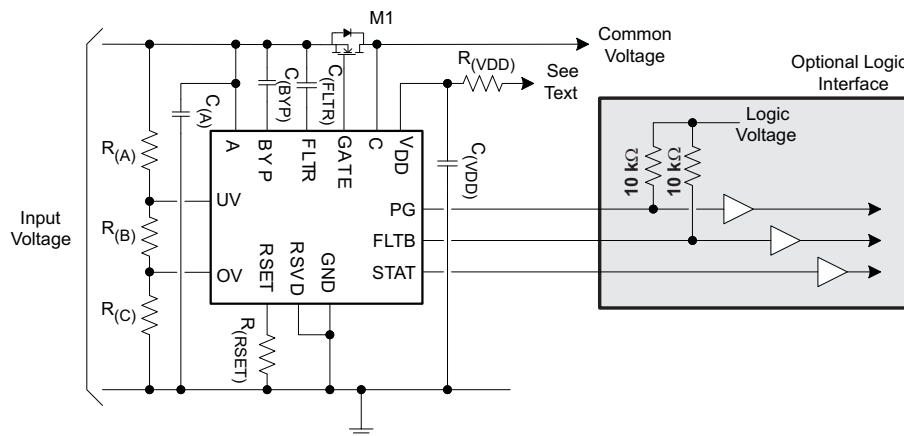 M1
Common
Voltage
R(VDD)
See
Text
Optional Logic
Interface
C(A)
C(BYP)
C(FLTR)
Logic
Voltage
R(A)
A
BYP
FLTR
GATE
C
VDD
C(VDD)
10 kΩ
10 kΩ
Input
Voltage
UV
PG
R(B)
FLTB
OV
RSET
RSVD
GND
STAT
R(C)
R(RSET)